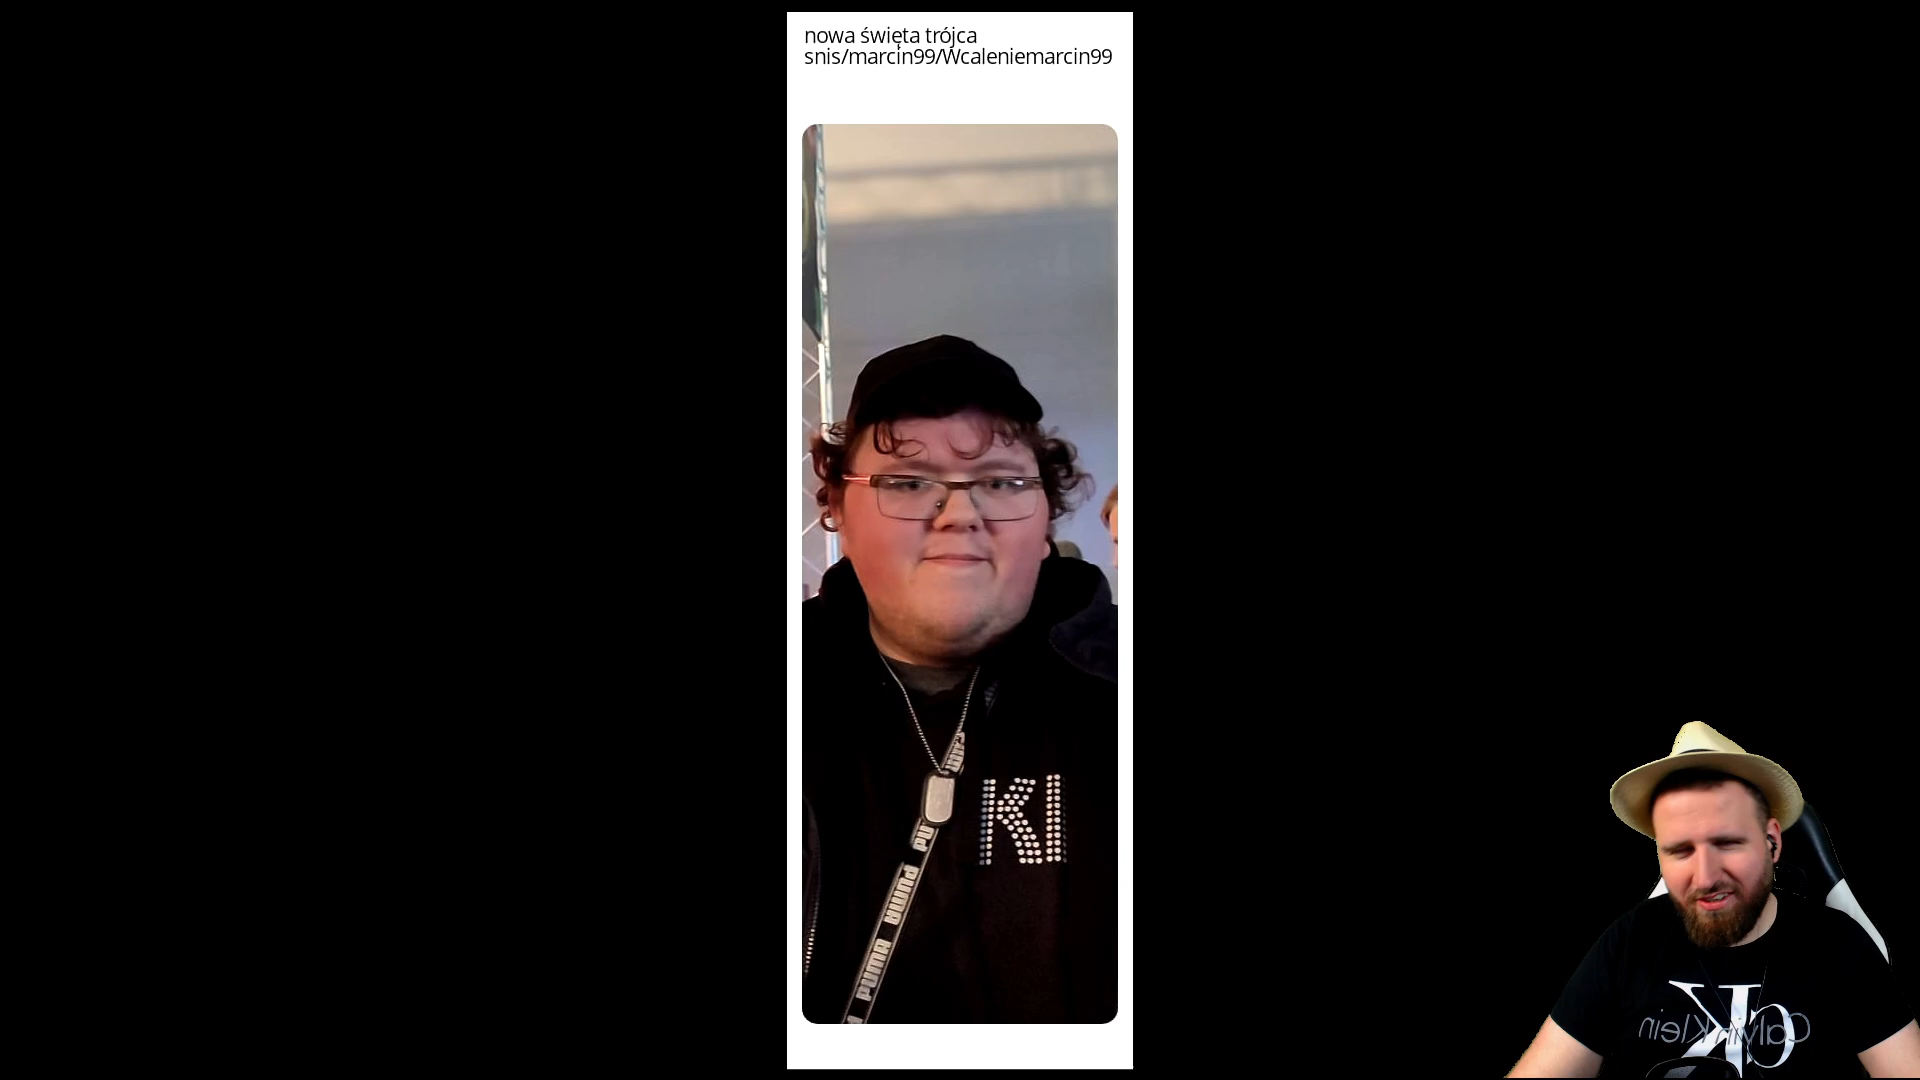 nowa święta trójca
snis/marcin99/Wcaleniemarcin99
KI
PUMA
PUMA
Calvin Klein